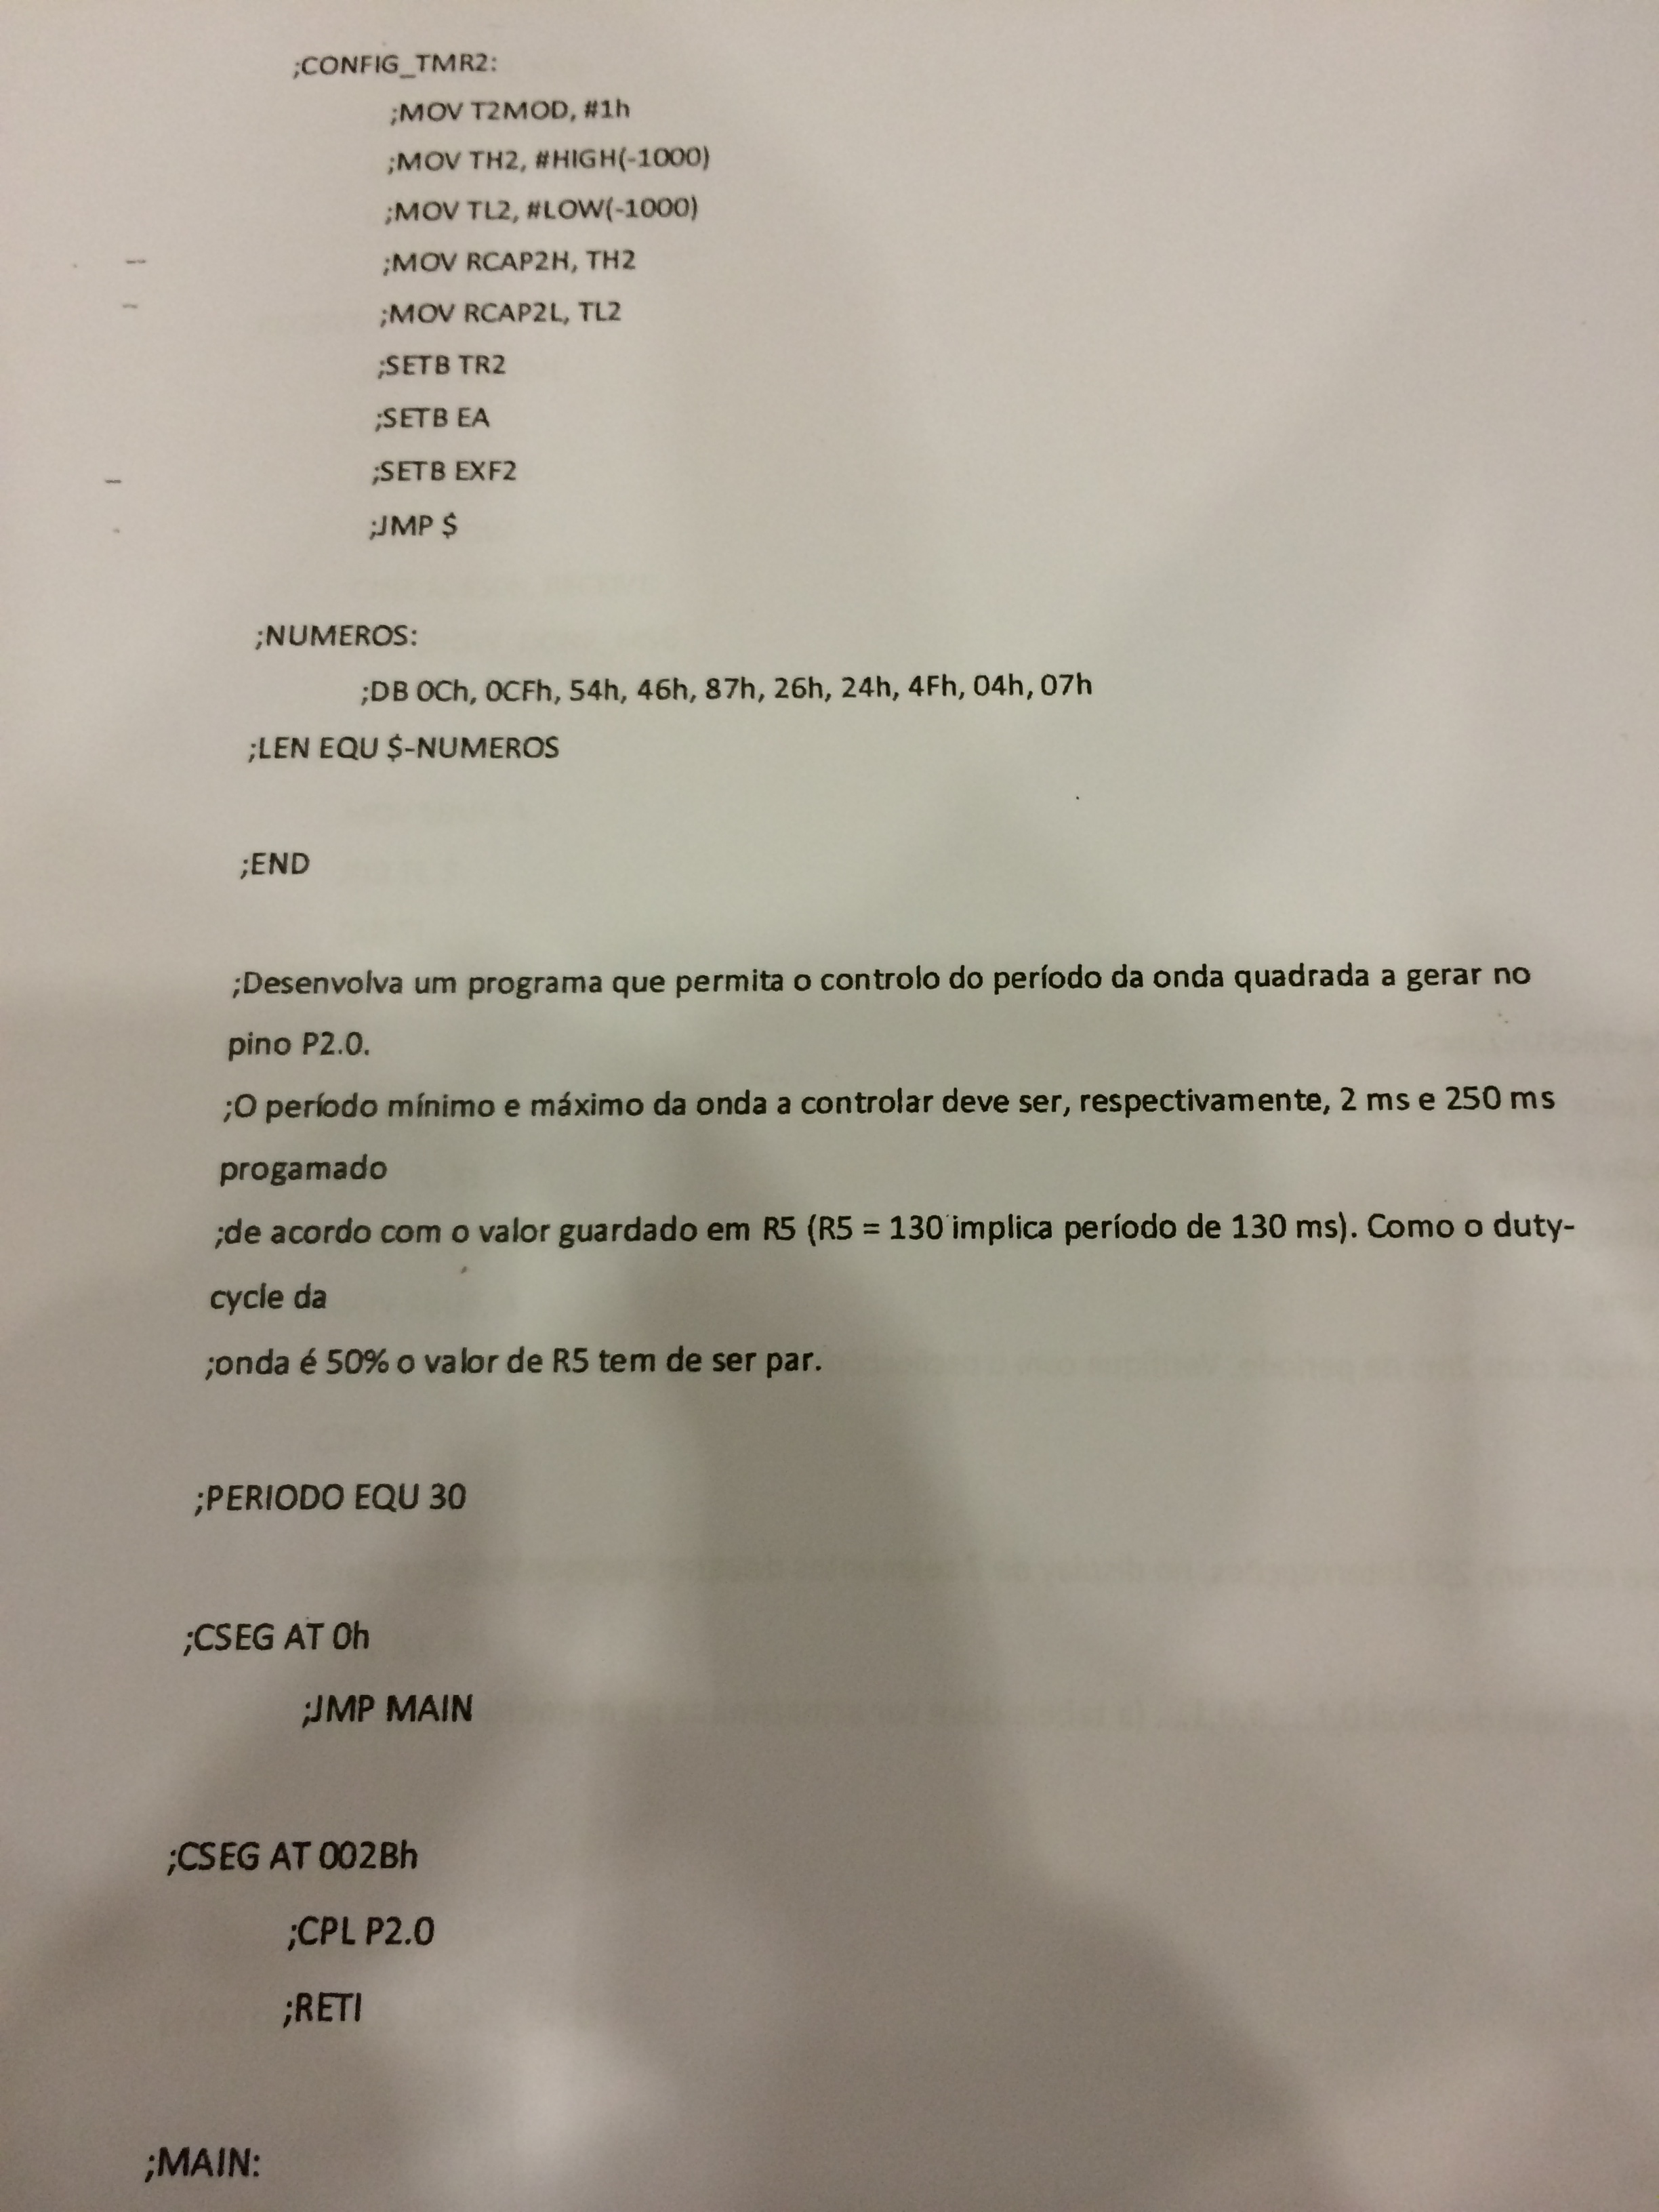 ;CONFIG_TMR2:
;MOV T2MOD, #1h
;MOV TH2, #HIGH(-1000)
;MOV TL2, #LOW(-1000)
;MOV RCAP2H, TH2
;MOV RCAP2L, TL2
;SETB TR2
;SETB EA
;SETB EXF2
;JMP $
;NUMEROS:
;DB 0Ch, 0CFh, 54h, 46h, 87h, 26h, 24h, 4Fh, 04h, 07h
;LEN EQU $-NUMEROS
;END
;Desenvolva um programa que permita o controlo do período da onda quadrada a gerar no
pino P2.0.
;O período mínimo e máximo da onda a controlar deve ser, respectivamente, 2 ms e 250 ms
progamado
;de acordo com o valor guardado em R5 (R5 = 130 implica período de 130 ms). Como o duty-
cycle da
;onda é 50% o valor de R5 tem de ser par.
;PERIODO EQU 30
;CSEG AT 0h
;JMP MAIN
;CSEG AT 002Bh
;CPL P2.0
;RETI
;MAIN: